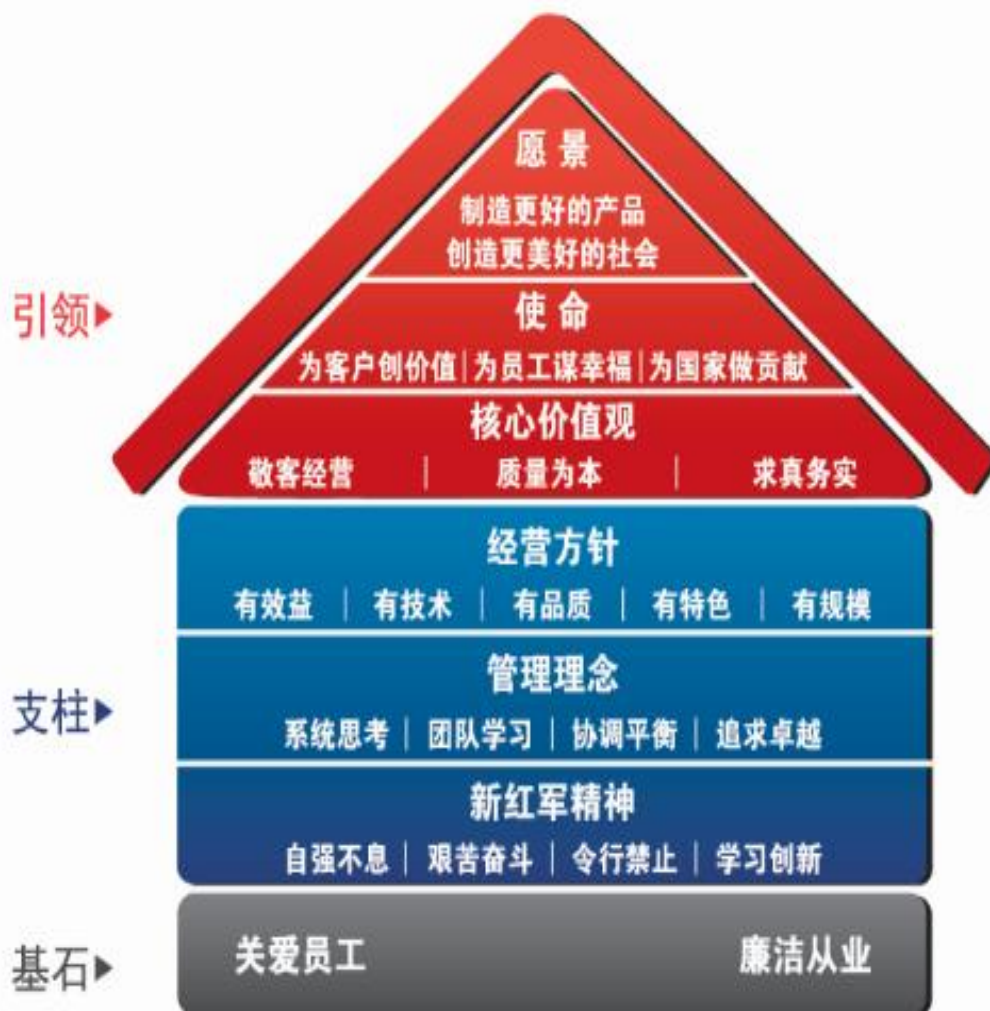 愿景
制造更好的产品
创造更美好的社会
引领▶
使命
为客户创价值|为员工谋幸福|为国家做贡献
核心价值观
敬客经营 | 质量为本 | 求真务实
经营方针
有效益 | 有技术 | 有品质 | 有特色 | 有规模
支柱▶
管理理念
系统思考 | 团队学习 | 协调平衡 | 追求卓越
新红军精神
自强不息 | 艰苦奋斗 | 令行禁止 | 学习创新
基石▶
关爱员工 廉洁从业